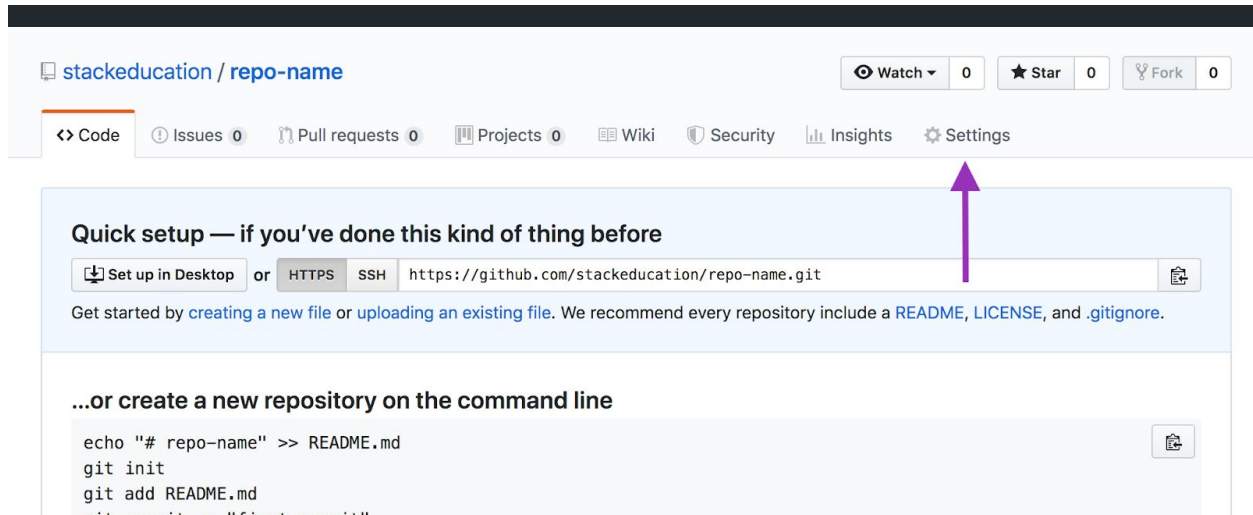 stackeducation / repo-name
Watch 0 Star 0 Fork 0
<> Code Issues 0 Pull requests 0 Projects 0 Wiki Security Insights Settings
Quick setup — if you’ve done this kind of thing before
Set up in Desktop or HTTPS SSH https://github.com/stackeducation/repo-name.git
Get started by creating a new file or uploading an existing file. We recommend every repository include a README, LICENSE, and .gitignore.
...or create a new repository on the command line
echo "# repo-name" >> README.md
git init
git add README.md